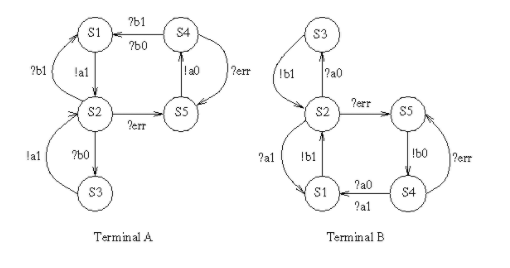 S1
?b1
?b0
S4
?b1
!a1
!a0
?err
S2
?err
S5
!a1
?b0
S3
Terminal A
S3
!b1
?a0
S2
?err
S5
?a1
!b1
!b0
?err
S1
?a0
?a1
S4
Terminal B